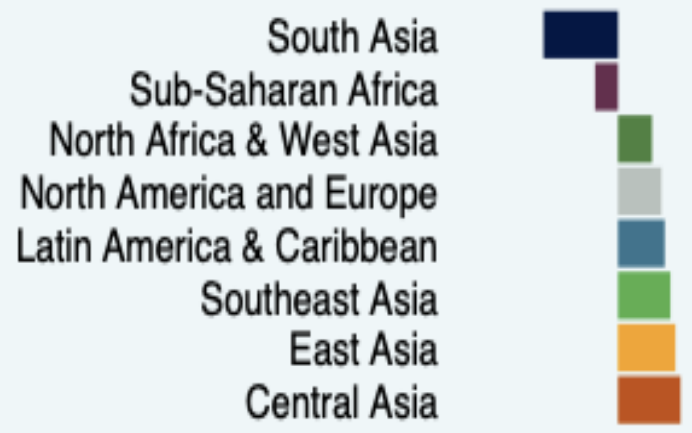 South Asia
Sub-Saharan Africa
North Africa & West Asia
North America and Europe
Latin America & Caribbean
Southeast Asia
East Asia
Central Asia